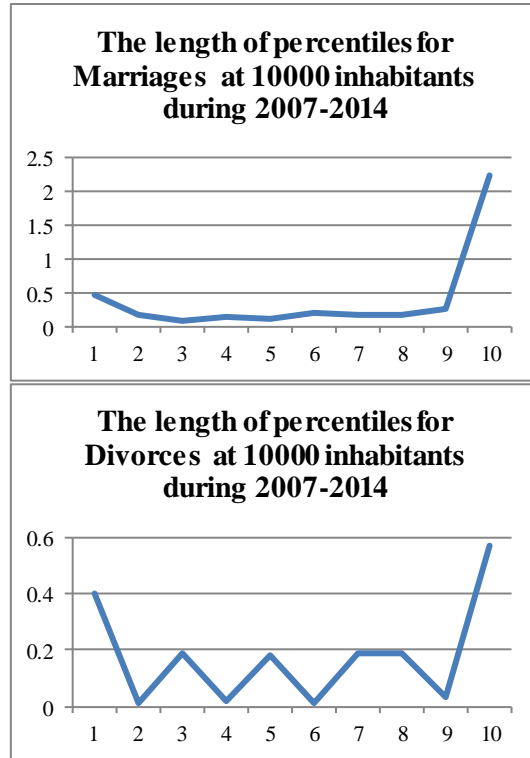 The length of percentiles for
Marriages at 10000 inhabitants
during 2007-2014
2.5
2
1.5
1
0.5
0
1 2 3 4 5 6 7 8 9 10
The length of percentiles for
Divorces at 10000 inhabitants
during 2007-2014
0.6
0.4
0.2
0
1 2 3 4 5 6 7 8 9 10